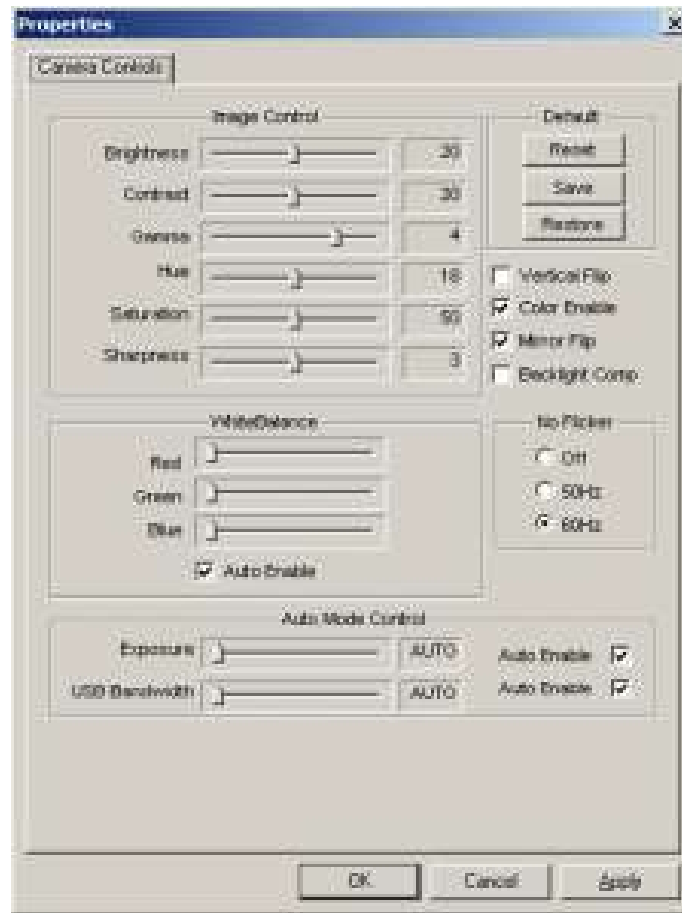 Properties
Camera Controls
Image Control
Brightness
Contrast
Gamma 4
Hue 18
Saturation 50
Sharpness 3
Default
Reset
Save
Restore
Vertical Flip
Color Enable
Mirror Flip
Backlight Comp
WhiteBalance
Red
Green
Blue
Auto Enable
No Flicker
Off
50Hz
60Hz
Auto Mode Control
Exposure AUTO Auto Enable
USB Bandwidth AUTO Auto Enable
OK Cancel Apply